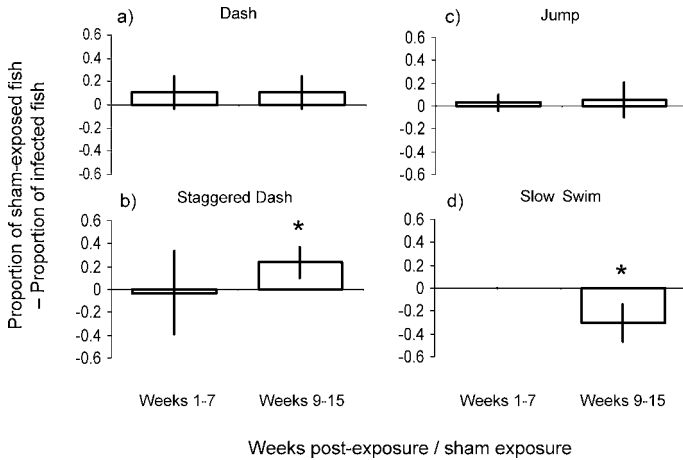 a)
Dash
0.6
0.4
0.2
0
-0.2
-0.4
-0.6
c)
Jump
0.6
0.4
0.2
0
-0.2
-0.4
-0.6
b)
Staggered Dash
0.6
0.4
0.2
0
-0.2
-0.4
-0.6
*
d)
Slow Swim
0.6
0.4
0.2
0
-0.2
-0.4
-0.6
*
Proportion of sham-exposed fish
– Proportion of infected fish
Weeks 1-7
Weeks 9-15
Weeks 1-7
Weeks 9-15
Weeks post-exposure / sham exposure